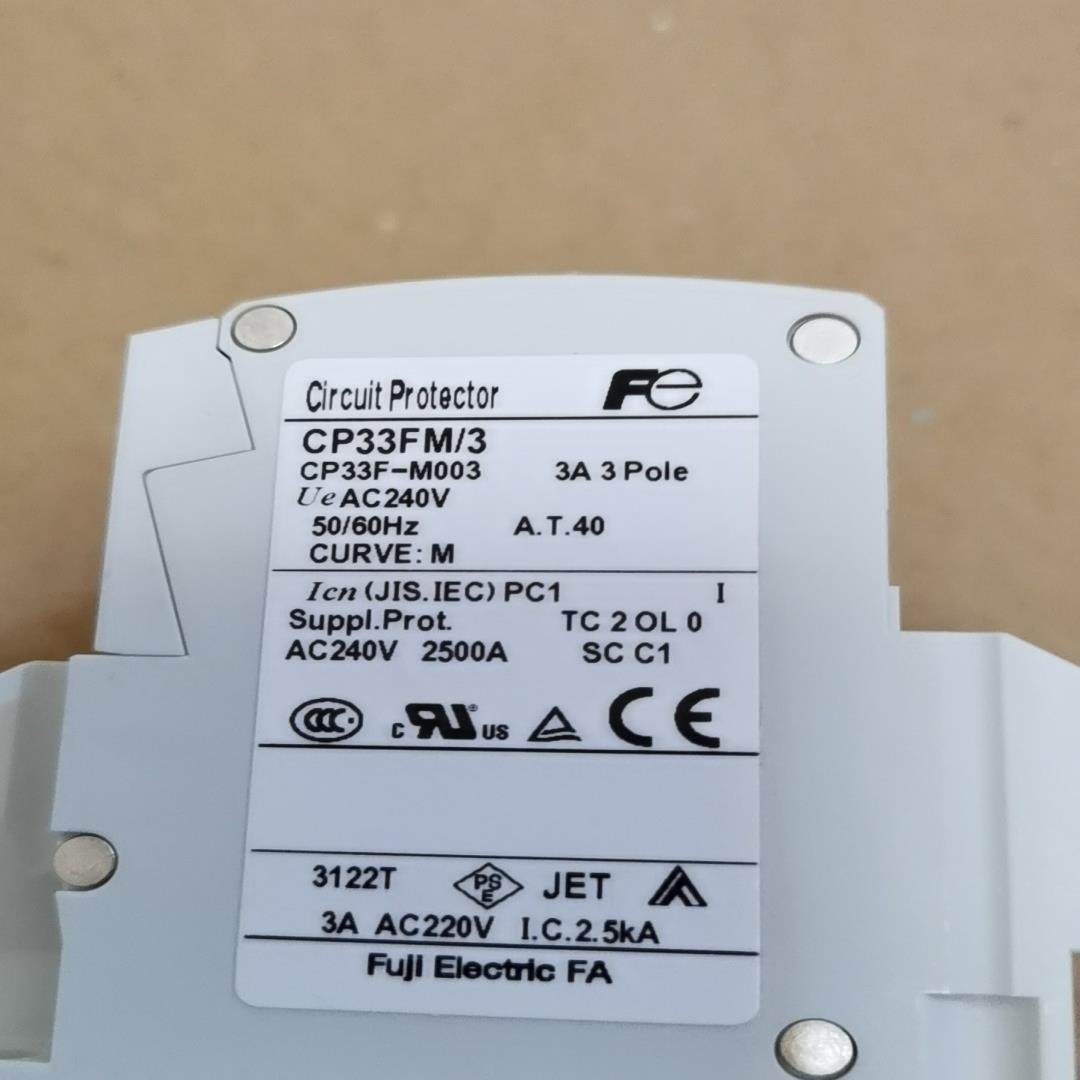 Circuit Protector Fe
CP33FM/3
CP33F-M003 3A 3 Pole
Ue AC240V
50/60Hz A.T.40
CURVE: M
Icn (JIS.IEC) PC1 I
Suppl.Prot. TC 2 OL 0
AC240V 2500A SC C1
CCC c RU ® US CE
3122T PSE JET
3A AC220V I.C.2.5kA
Fuji Electric FA